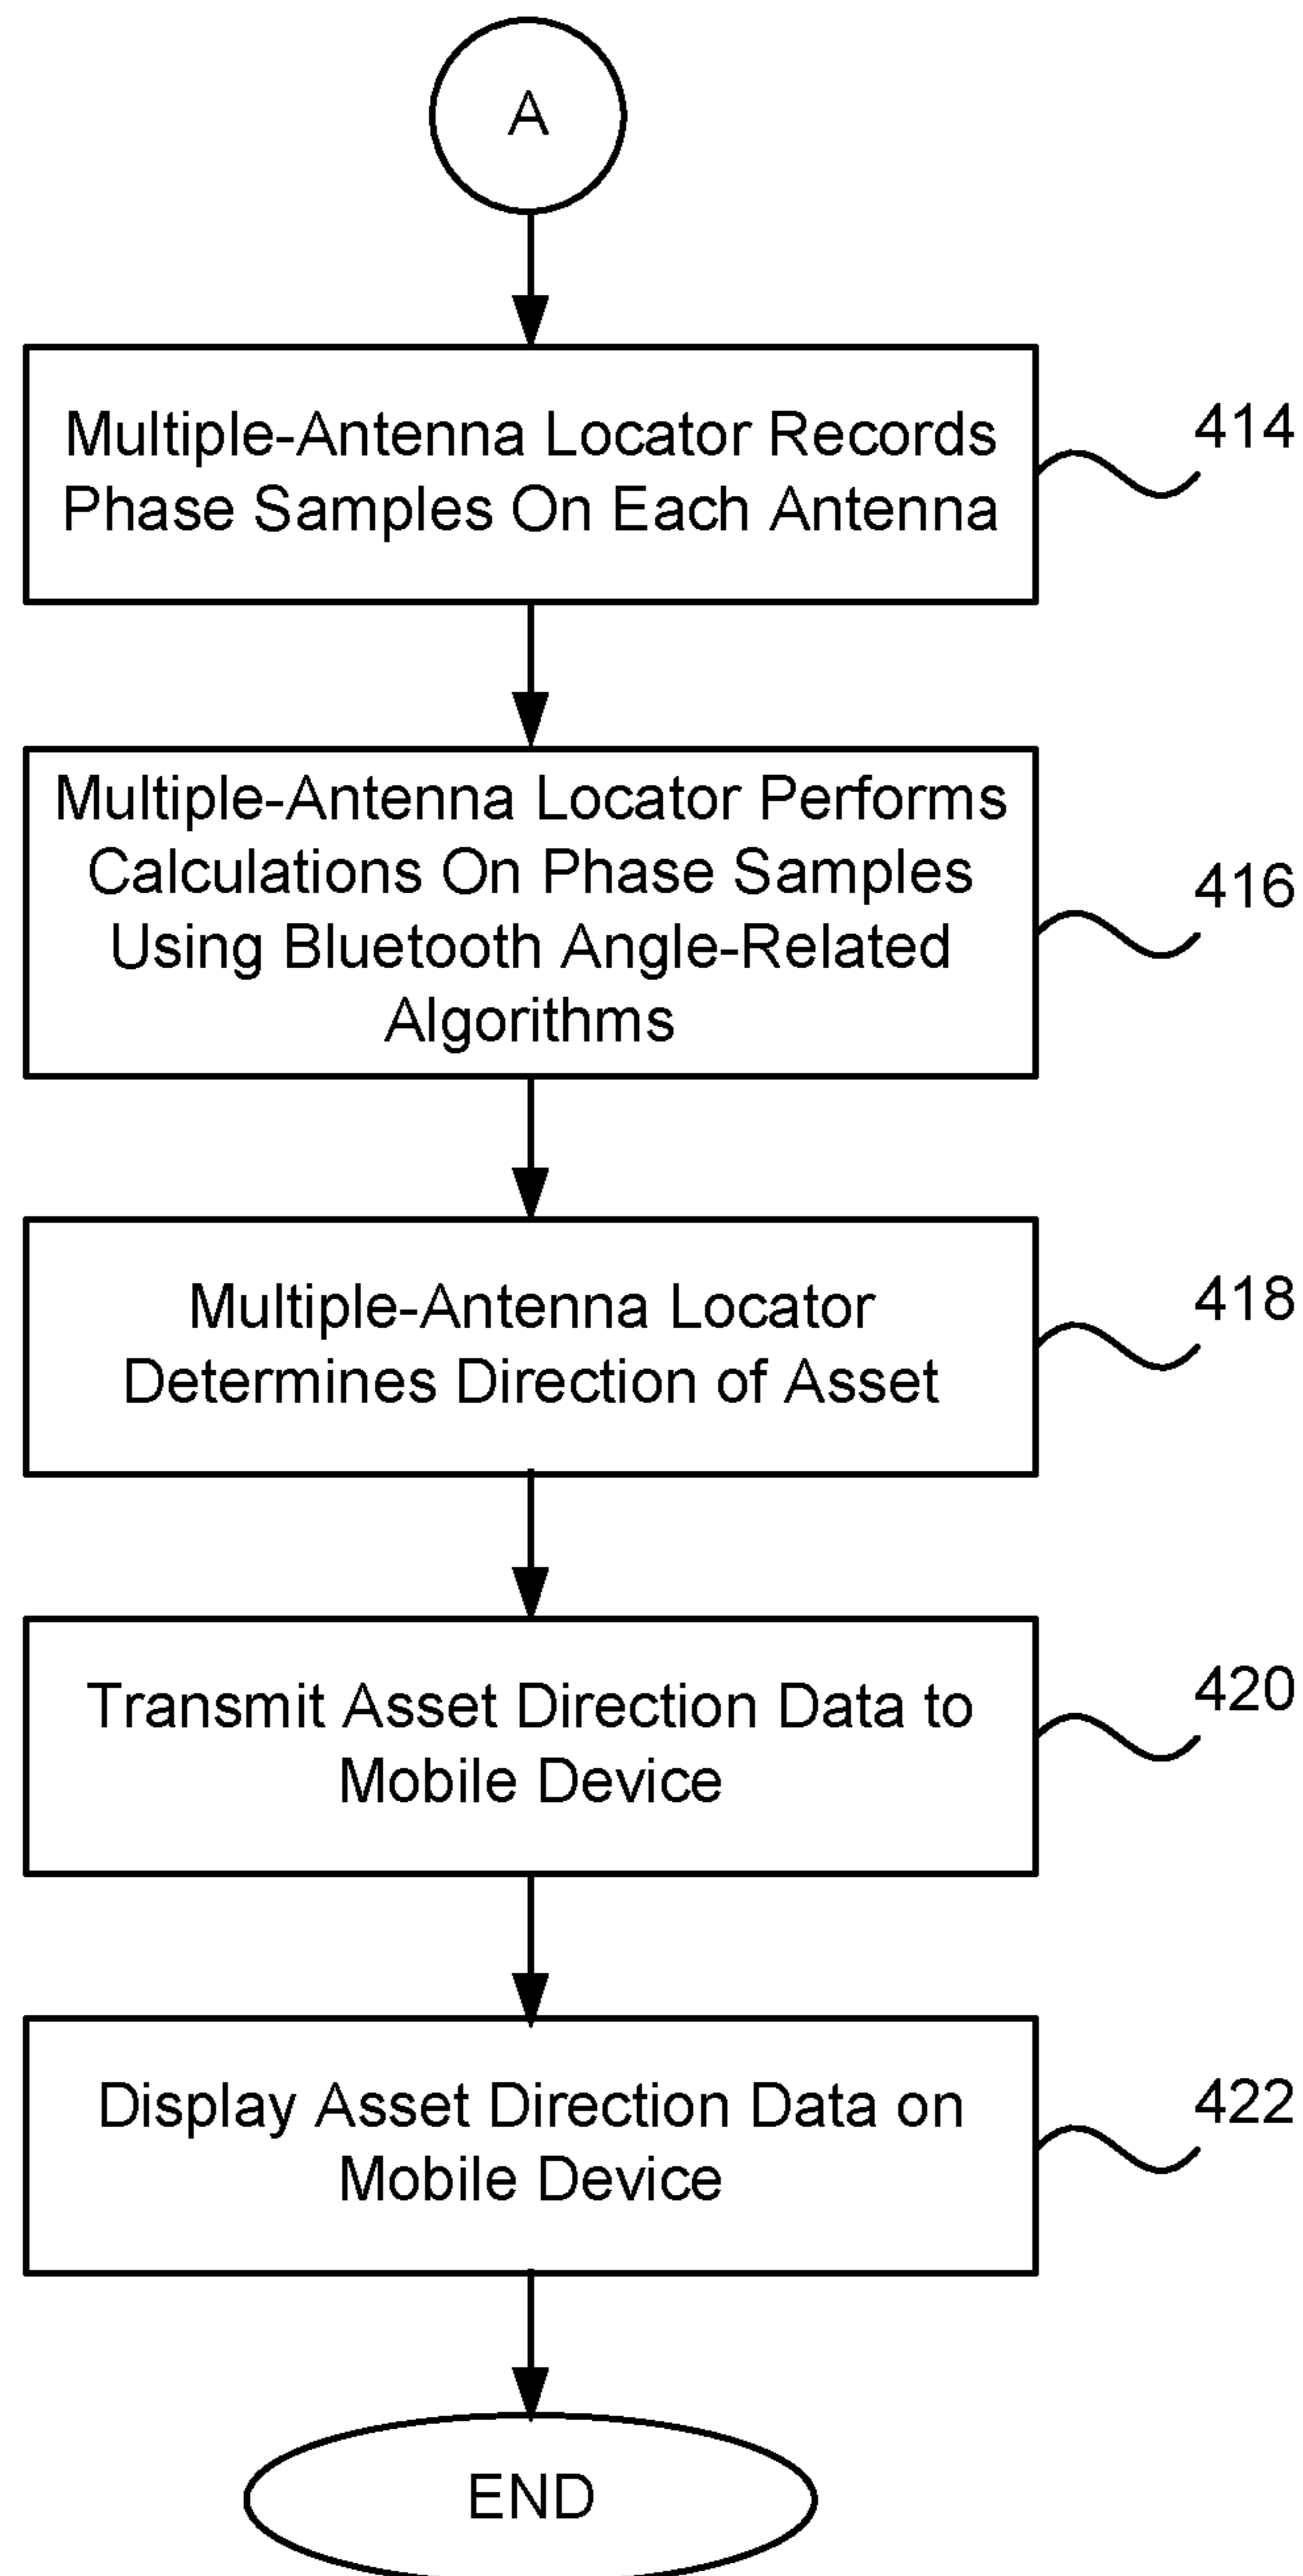 A
Multiple-Antenna Locator Records
Phase Samples On Each Antenna
414
Multiple-Antenna Locator Performs
Calculations On Phase Samples
Using Bluetooth Angle-Related
Algorithms
416
Multiple-Antenna Locator
Determines Direction of Asset
418
Transmit Asset Direction Data to
Mobile Device
420
Display Asset Direction Data on
Mobile Device
422
END